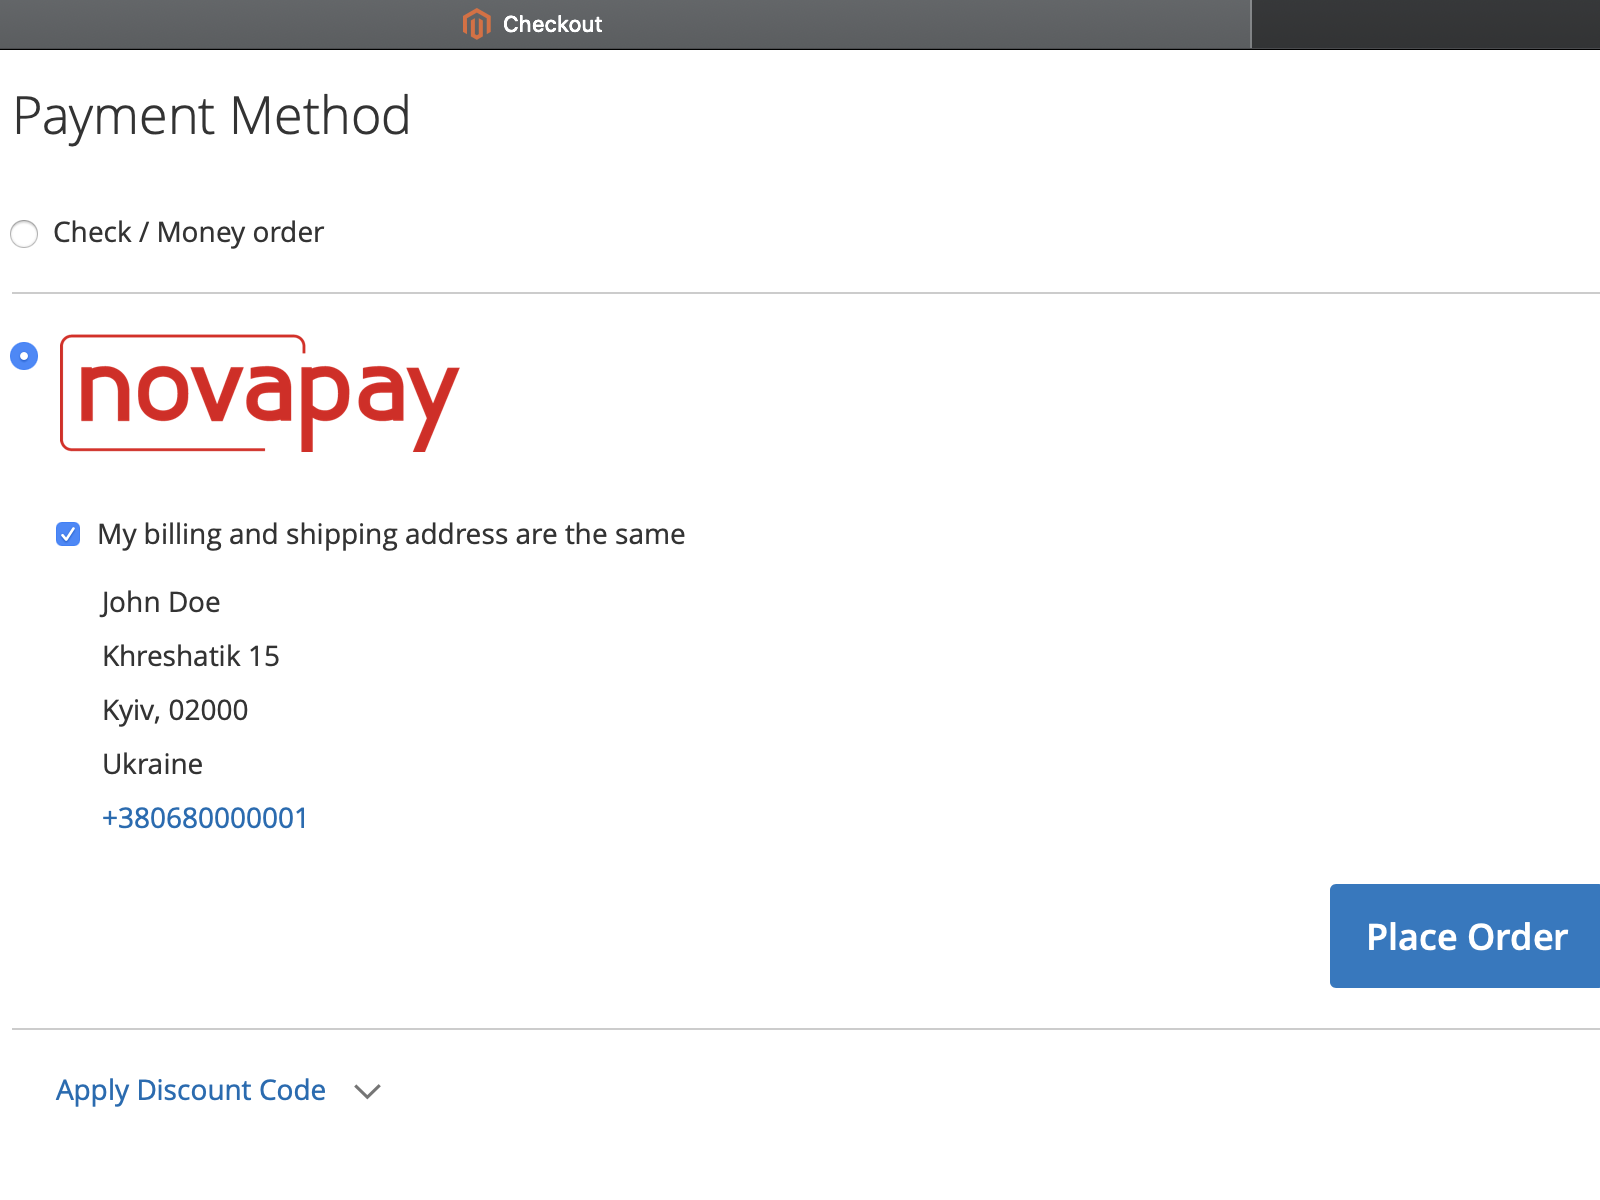 Checkout
Payment Method
Check / Money order
novapay
My billing and shipping address are the same
John Doe
Khreshatik 15
Kyiv, 02000
Ukraine
+380680000001
Place Order
Apply Discount Code